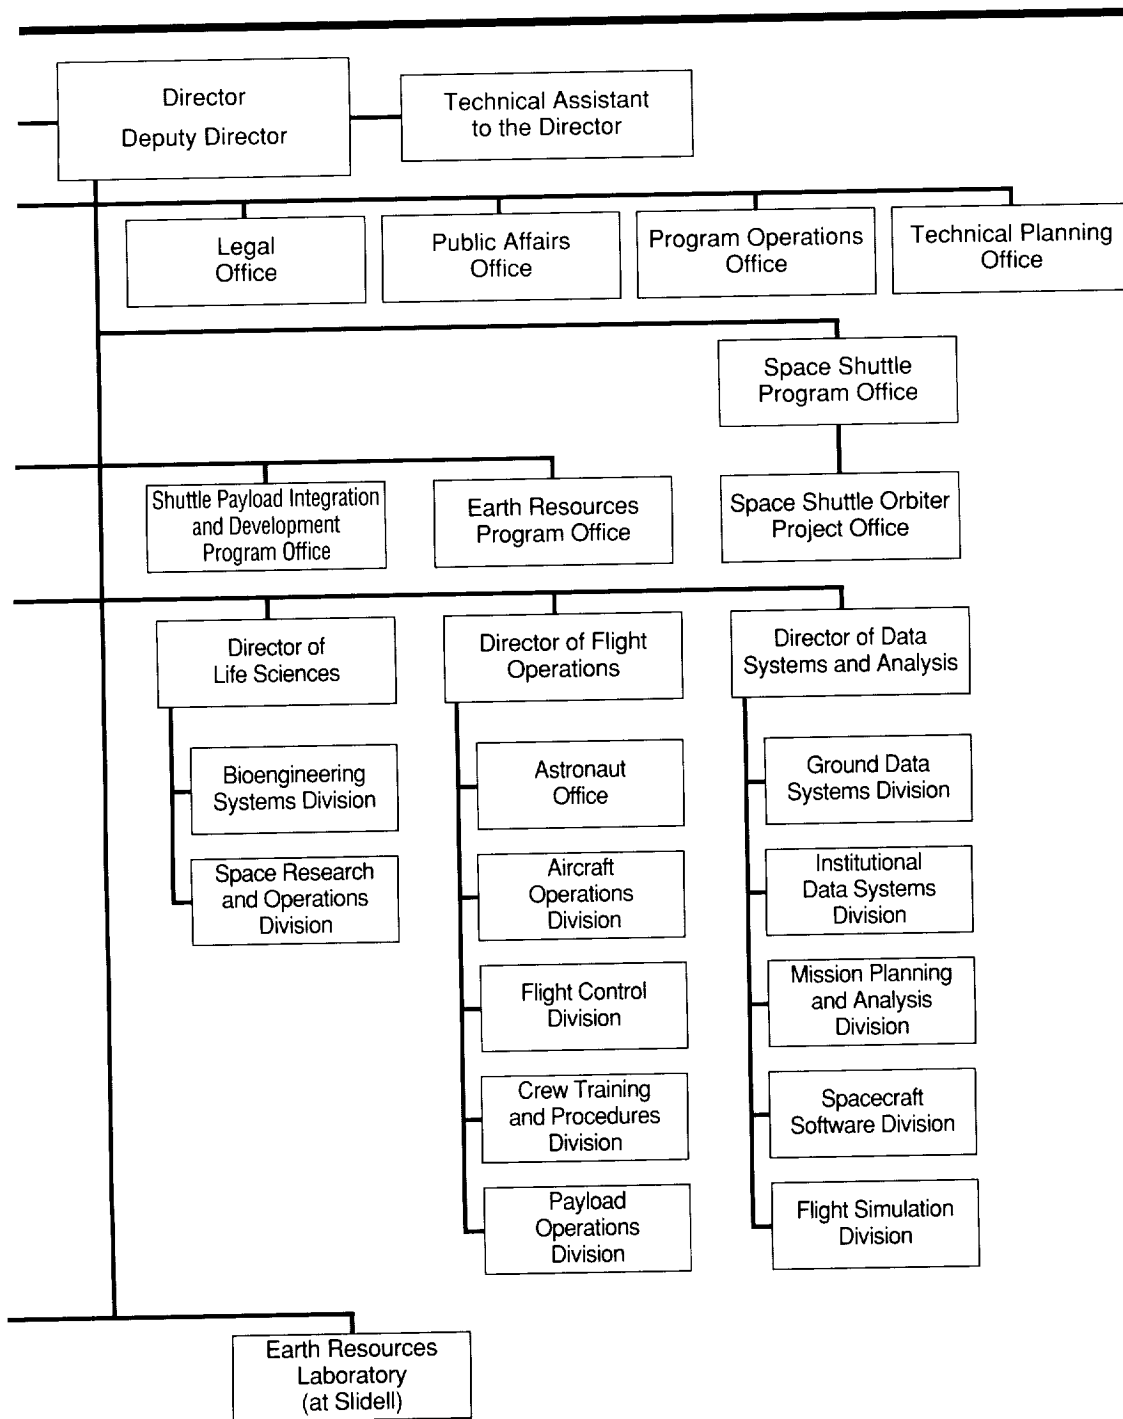 Director
Deputy Director
Technical Assistant
to the Director
Legal
Office
Public Affairs
Office
Program Operations
Office
Technical Planning
Office
Space Shuttle
Program Office
Shuttle Payload Integration
and Development
Program Office
Earth Resources
Program Office
Space Shuttle Orbiter
Project Office
Director of
Life Sciences
Director of Flight
Operations
Director of Data
Systems and Analysis
Bioengineering
Systems Division
Space Research
and Operations
Division
Astronaut
Office
Aircraft
Operations
Division
Flight Control
Division
Crew Training
and Procedures
Division
Payload
Operations
Division
Ground Data
Systems Division
Institutional
Data Systems
Division
Mission Planning
and Analysis
Division
Spacecraft
Software Division
Flight Simulation
Division
Earth Resources
Laboratory
(at Slidell)